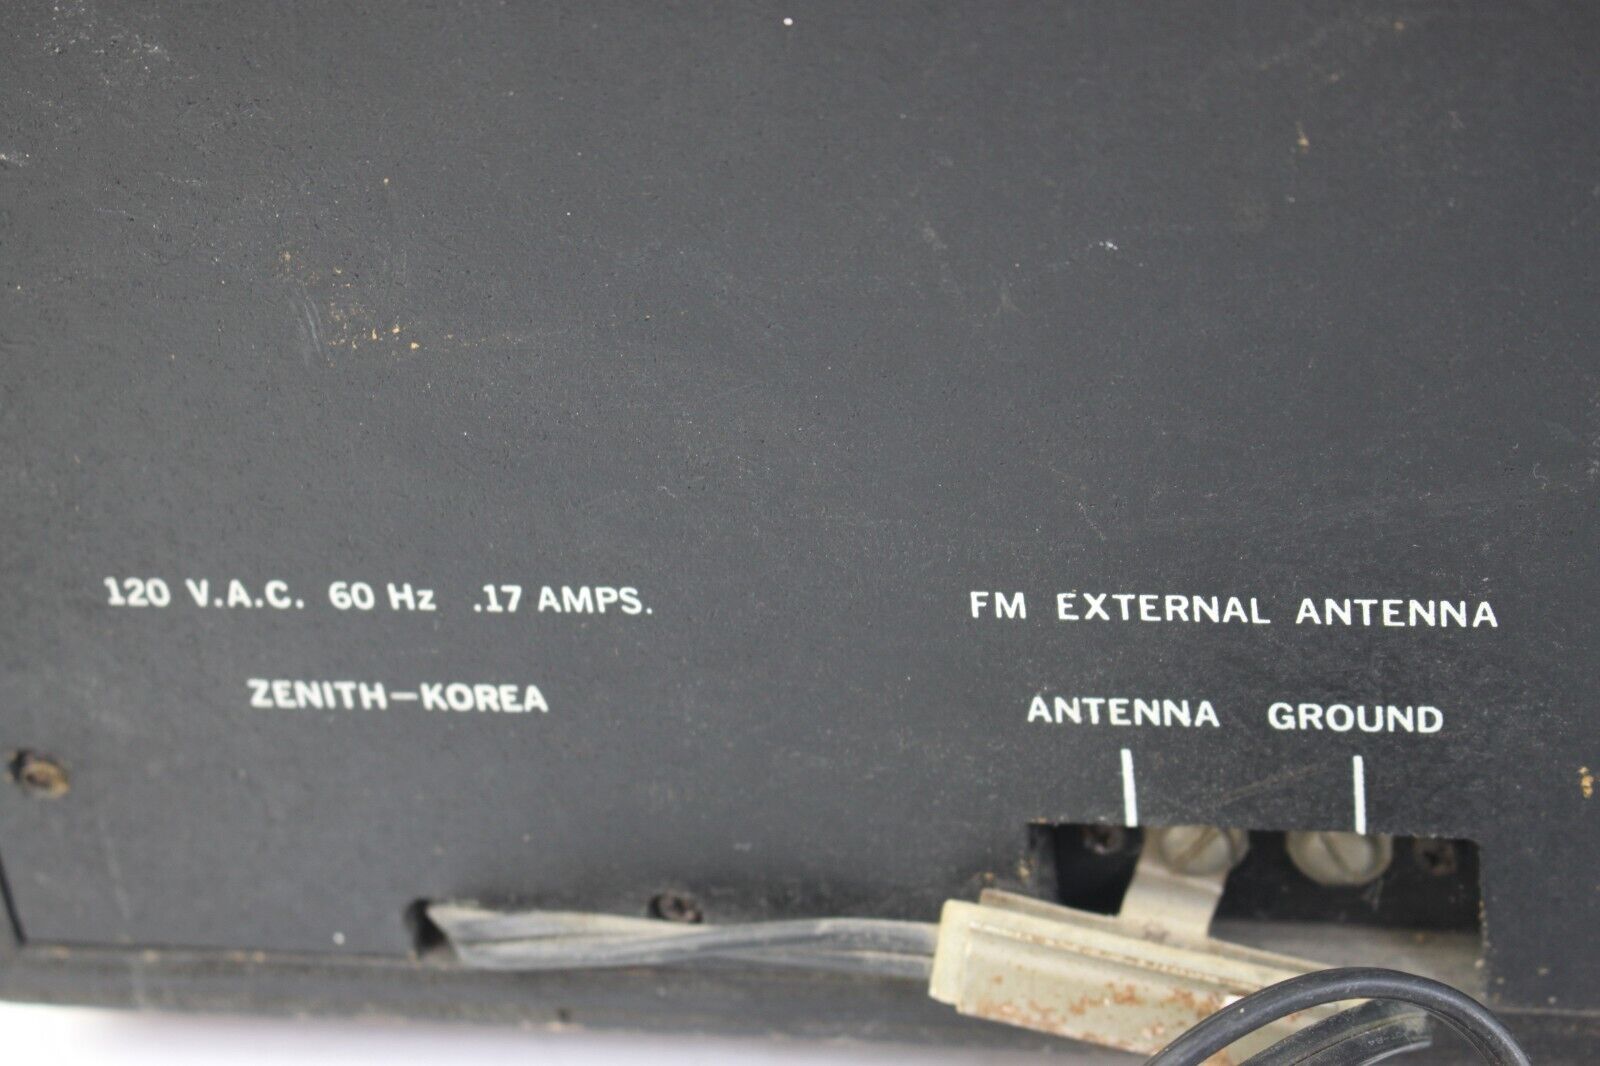 120 V.A.C. 60 Hz .17 AMPS.
ZENITH–KOREA
FM EXTERNAL ANTENNA
ANTENNA GROUND